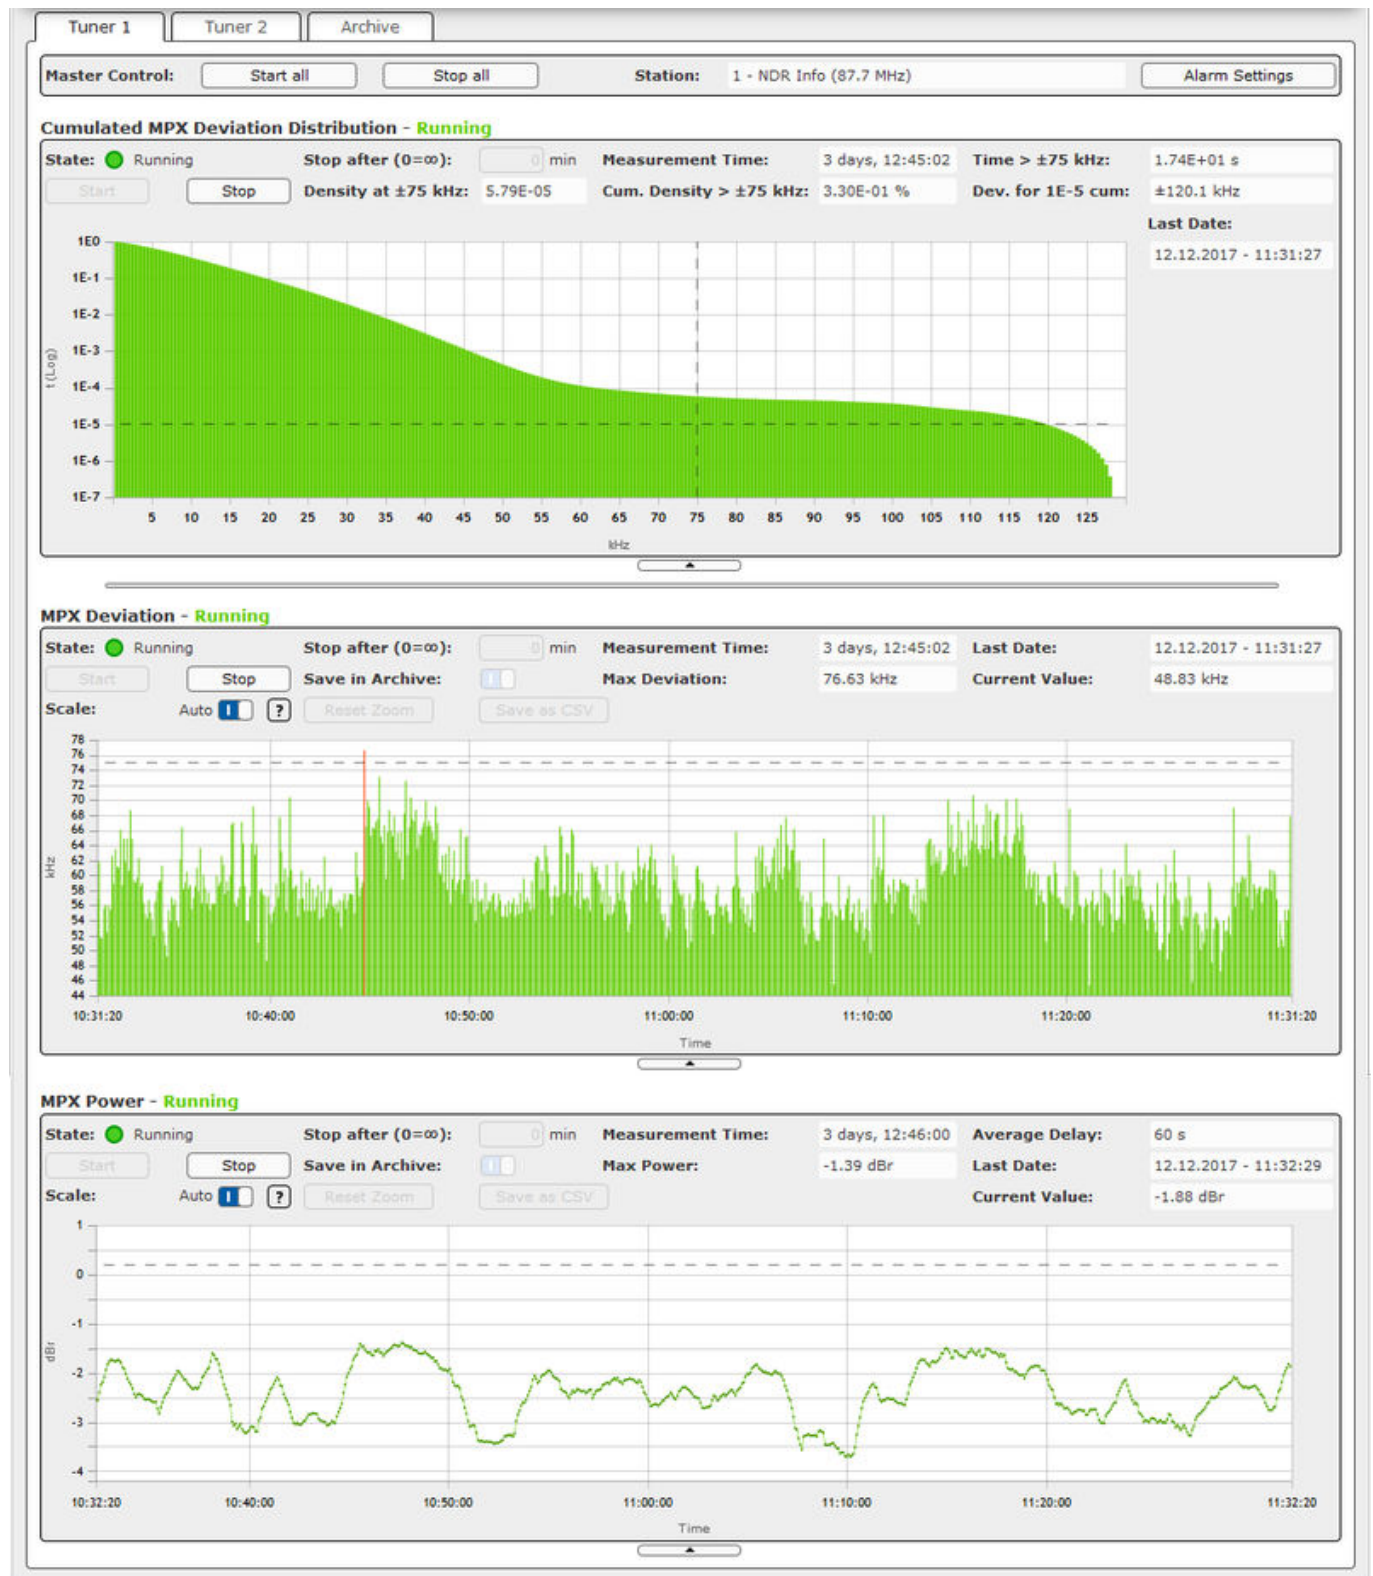 Tuner 1 Tuner 2 Archive
Master Control: Start all Stop all Station: 1 - NDR Info (87.7 MHz) Alarm Settings
Cumulated MPX Deviation Distribution - Running
State: Running Stop after (0=∞): 0 min Measurement Time: 3 days, 12:45:02 Time > ±75 kHz: 1.74E+01 s
Start Stop Density at ±75 kHz: 5.79E-05 Cum. Density > ±75 kHz: 3.30E-01 % Dev. for 1E-5 cum: ±120.1 kHz
Last Date:
12.12.2017 - 11:31:27
1E0
1E-1
1E-2
1E-3
1E-4
1E-5
1E-6
1E-7
t (Log)
5 10 15 20 25 30 35 40 45 50 55 60 65 70 75 80 85 90 95 100 105 110 115 120 125
kHz
MPX Deviation - Running
State: Running Stop after (0=∞): 0 min Measurement Time: 3 days, 12:45:02 Last Date: 12.12.2017 - 11:31:27
Start Stop Save in Archive: Max Deviation: 76.63 kHz Current Value: 48.83 kHz
Scale: Auto ? Reset Zoom Save as CSV
78
76
74
72
70
68
66
64
62
60
58
56
54
52
50
48
46
44
kHz
10:31:20 10:40:00 10:50:00 11:00:00 11:10:00 11:20:00 11:31:20
Time
MPX Power - Running
State: Running Stop after (0=∞): 0 min Measurement Time: 3 days, 12:46:00 Average Delay: 60 s
Start Stop Save in Archive: Max Power: -1.39 dBr Last Date: 12.12.2017 - 11:32:29
Scale: Auto ? Reset Zoom Save as CSV Current Value: -1.88 dBr
1
0
-1
-2
-3
-4
dBr
10:32:20 10:40:00 10:50:00 11:00:00 11:10:00 11:20:00 11:32:20
Time